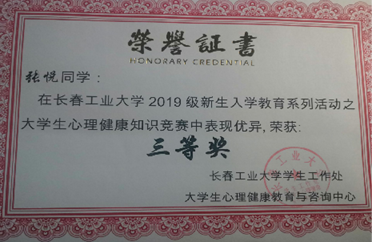 榮譽証書
HONORARY CREDENTIAL
张悦同学：
在长春工业大学2019级新生入学教育系列活动之
大学生心理健康知识竞赛中表现优异,荣获:
三等奖
长春工业大学学生工作处
大学生心理健康教育与咨询中心